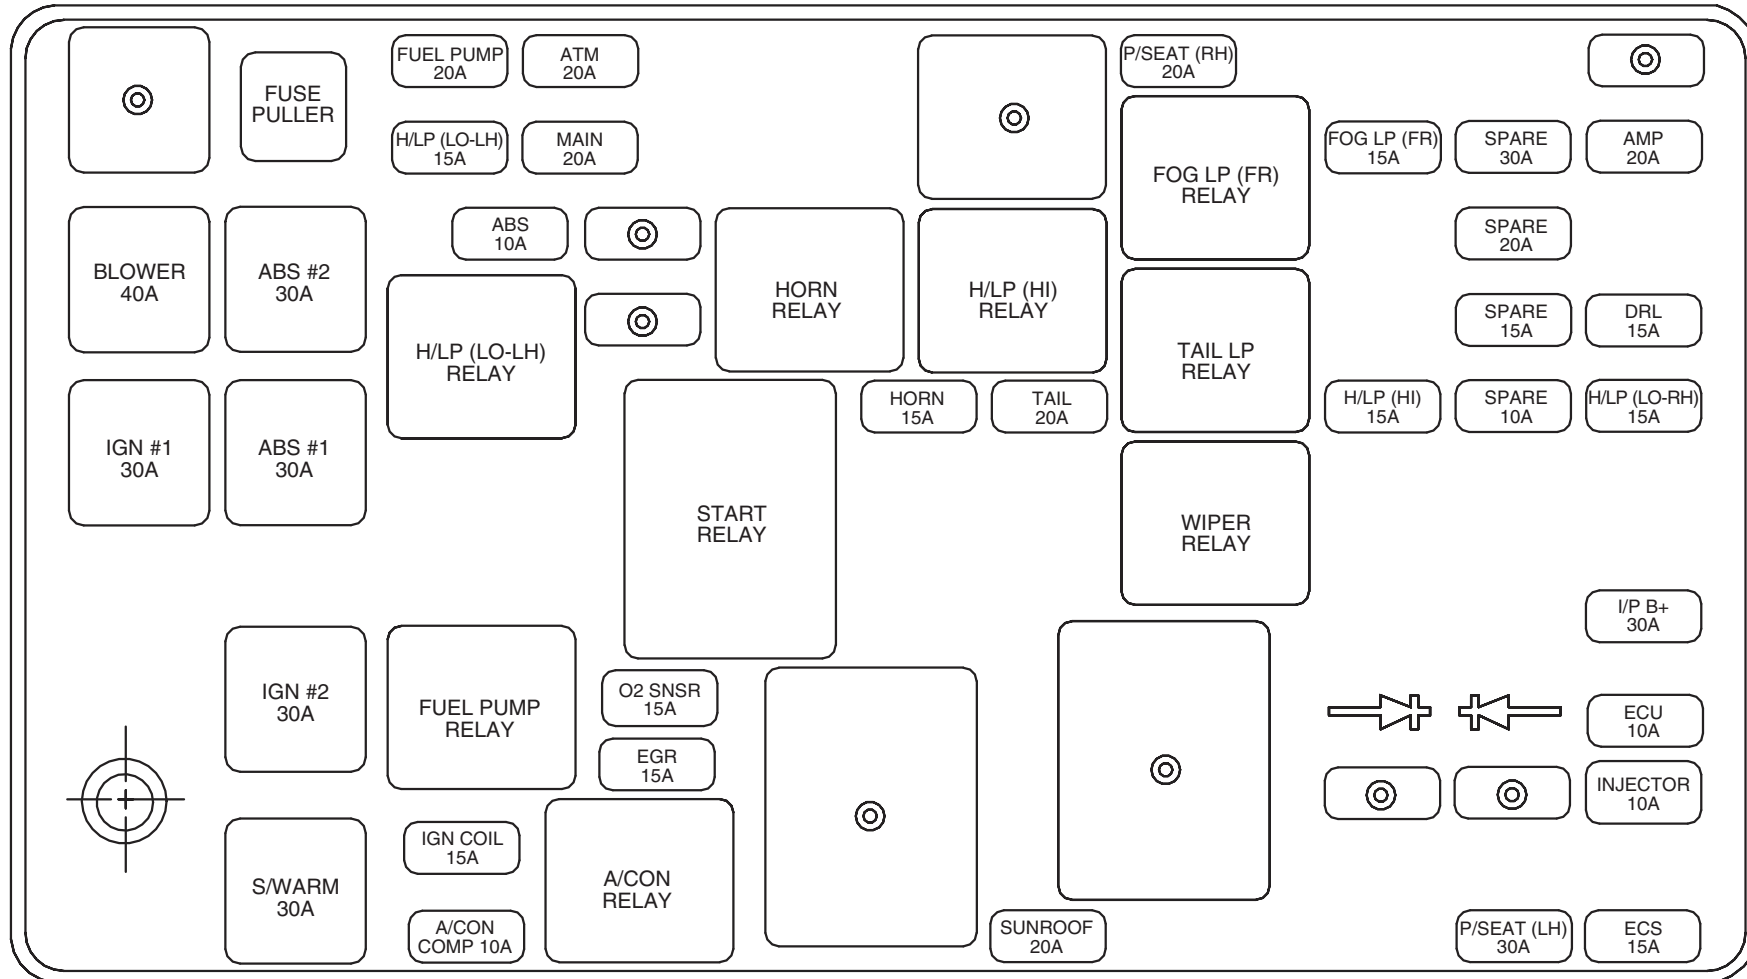 FUSE
PULLER
FUEL PUMP
20A
ATM
20A
P/SEAT (RH)
20A
H/LP (LO-LH)
15A
MAIN
20A
FOG LP (FR)
RELAY
FOG LP (FR)
15A
SPARE
30A
AMP
20A
BLOWER
40A
ABS #2
30A
ABS
10A
HORN
RELAY
H/LP (HI)
RELAY
SPARE
20A
H/LP (LO-LH)
RELAY
TAIL LP
RELAY
SPARE
15A
DRL
15A
IGN #1
30A
ABS #1
30A
HORN
15A
TAIL
20A
H/LP (HI)
15A
SPARE
10A
H/LP (LO-RH)
15A
START
RELAY
WIPER
RELAY
I/P B+
30A
IGN #2
30A
FUEL PUMP
RELAY
O2 SNSR
15A
ECU
10A
EGR
15A
INJECTOR
10A
IGN COIL
15A
S/WARM
30A
A/CON
RELAY
A/CON
COMP 10A
SUNROOF
20A
P/SEAT (LH)
30A
ECS
15A